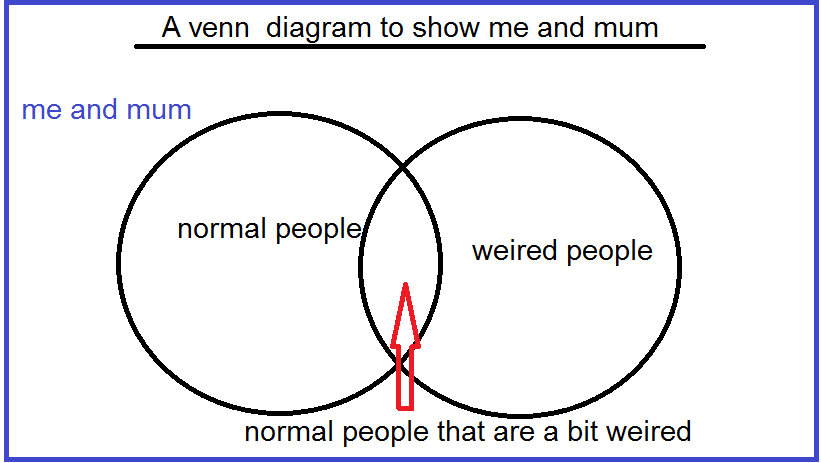 A venn diagram to show me and mum
me and mum
normal people
weired people
normal people that are a bit weired